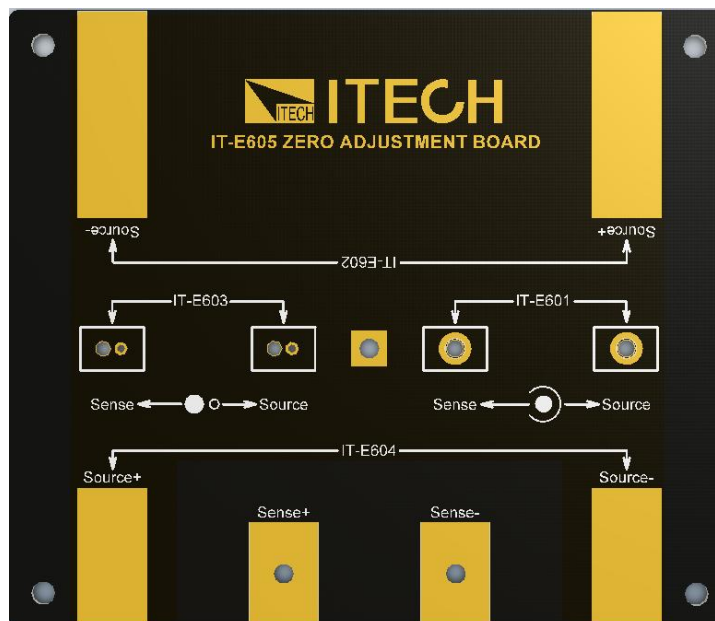 ITECH
ITECH
IT-E605 ZERO ADJUSTMENT BOARD
Source- Source+
IT-E602
IT-E603 IT-E601
Sense Source Sense Source
IT-E604
Source+ Source-
Sense+ Sense-